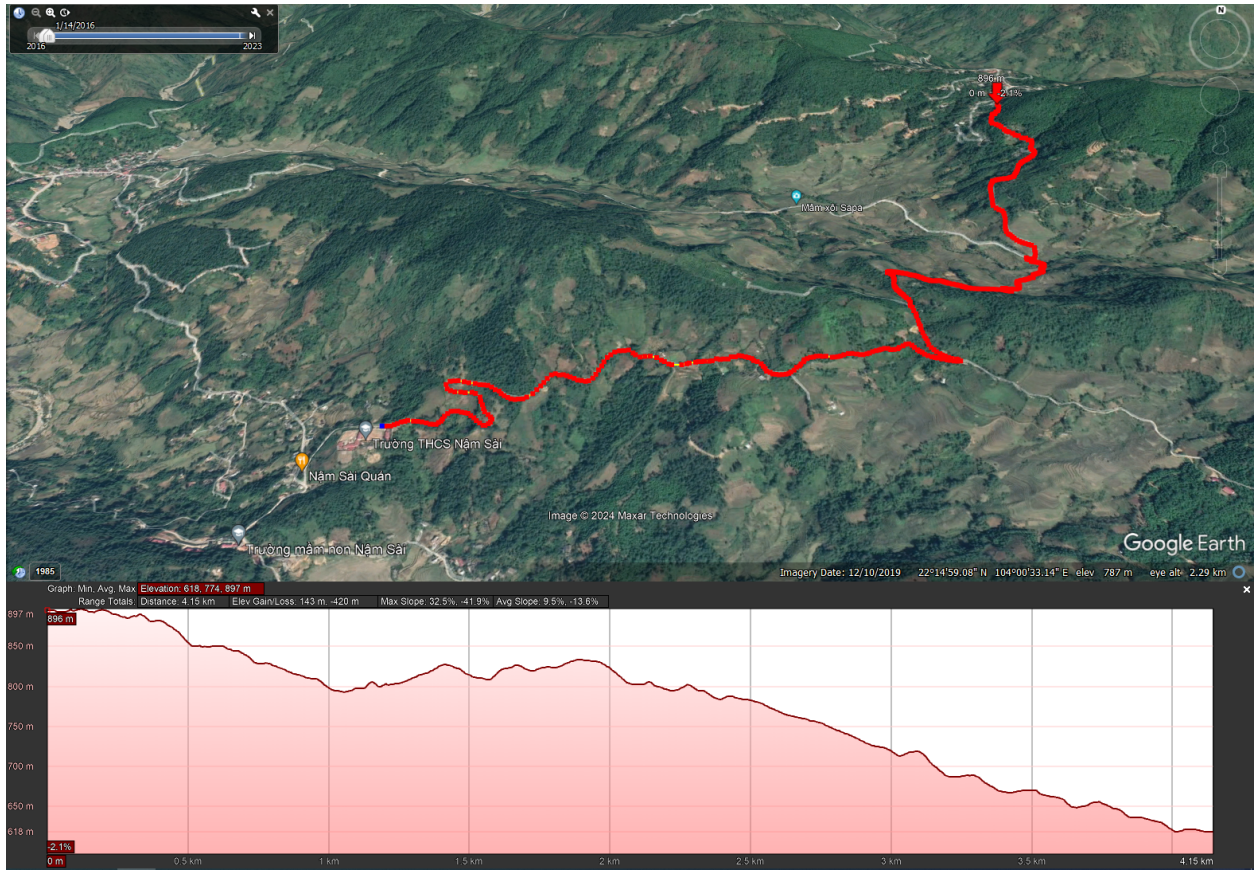 1/14/2016
2016
2023
N
896 m
0 m -2.1%
Mâm xôi Sapa
Trường THCS Nậm Sài
Nậm Sài Quán
Trường mầm non Nậm Sài
Image © 2024 Maxar Technologies
Google Earth
1985
Imagery Date: 12/10/2019 22°14'59.08" N 104°00'33.14" E elev 787 m eye alt 2.29 km
Graph: Min, Avg, Max Elevation: 618, 774, 897 m
Range Totals: Distance: 4.15 km Elev Gain/Loss: 143 m, -420 m Max Slope: 32.5%, -41.9% Avg Slope: 9.5%, -13.6%
897 m
896 m
850 m
800 m
750 m
700 m
650 m
618 m
-2.1%
0 m
0.5 km
1 km
1.5 km
2 km
2.5 km
3 km
3.5 km
4.15 km